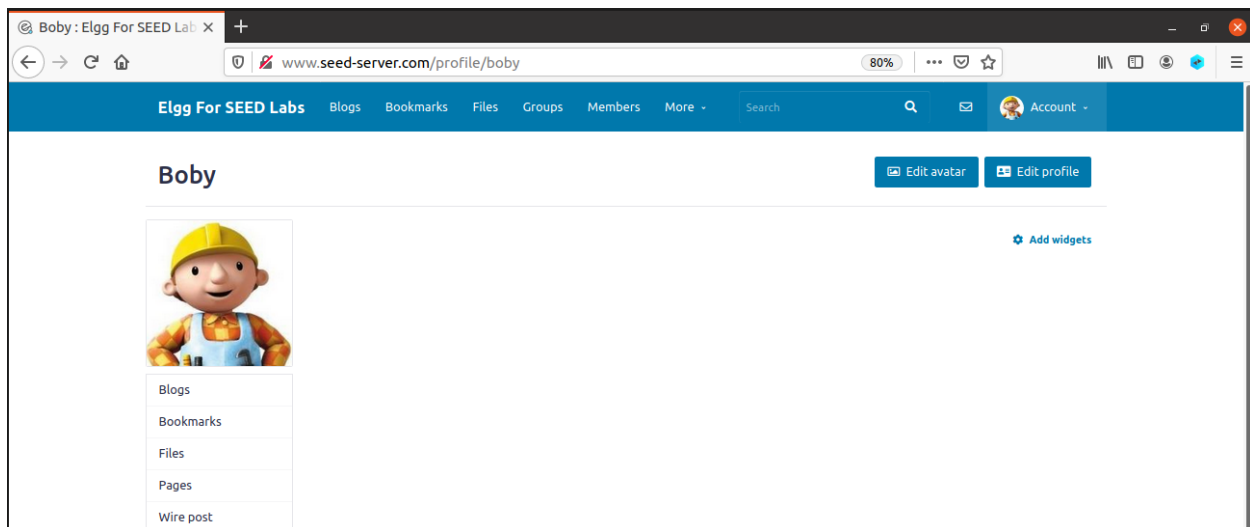 Boby : Elgg For SEED Lab
www.seed-server.com/profile/boby 80%
Elgg For SEED Labs Blogs Bookmarks Files Groups Members More Search Account
Boby Edit avatar Edit profile
Add widgets
Blogs
Bookmarks
Files
Pages
Wire post